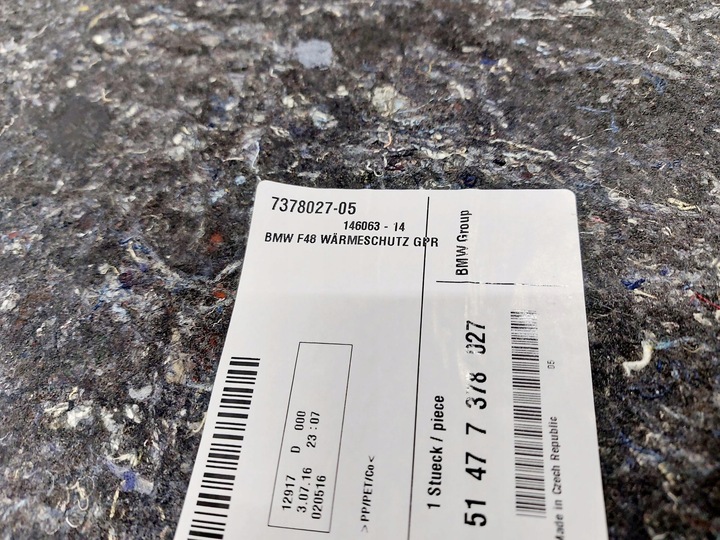 7378027-05
146063 - 14
BMW F48 WÄRMESCHUTZ GPR
BMW Group
12917 D 000
3.07.16 23:07
020516
> PP/PET/Co <
1 Stueck / piece
51 47 7 378 027
05
Made in Czech Republic